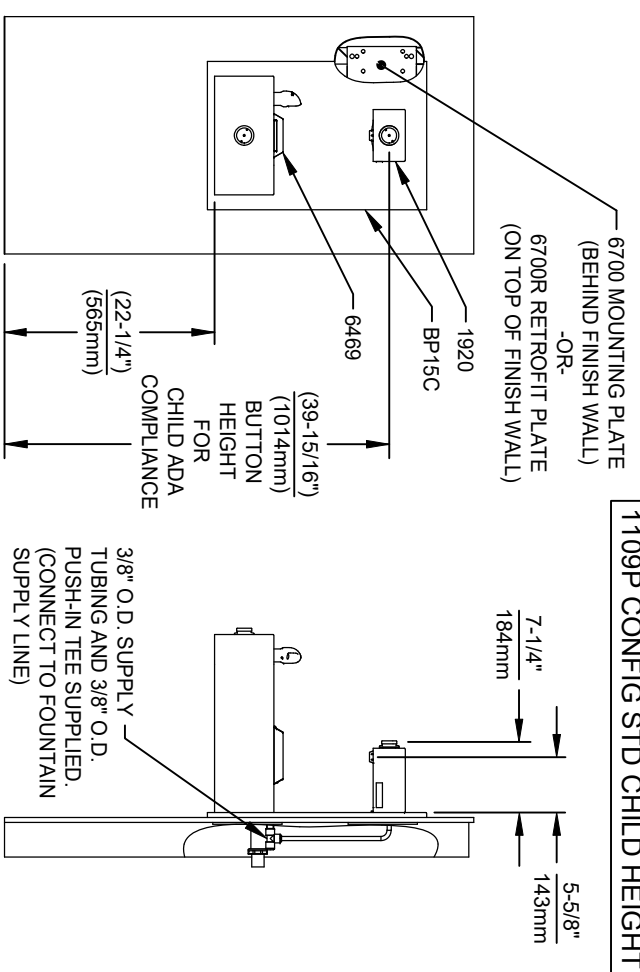 1109P CONFIG STD CHILD HEIGHT
6700 MOUNTING PLATE
(BEHIND FINISH WALL)
-OR-
6700R RETROFIT PLATE
(ON TOP OF FINISH WALL)
1920
BP15C
6469
(22-1/4")
(565mm)
(39-15/16")
(1014mm)
BUTTON
HEIGHT
FOR
CHILD ADA
COMPLIANCE
7-1/4"
184mm
5-5/8"
143mm
3/8" O.D. SUPPLY
TUBING AND 3/8" O.D.
PUSH-IN TEE SUPPLIED.
(CONNECT TO FOUNTAIN
SUPPLY LINE)